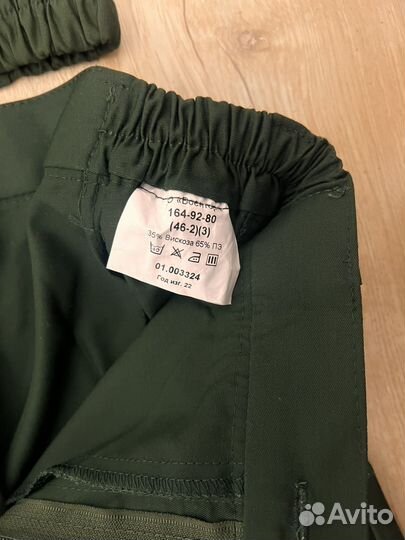 164-92-80
(46-2)(3)
35% Вискоза 65% ПЭ
01.003324
Год изг. 22
Avito